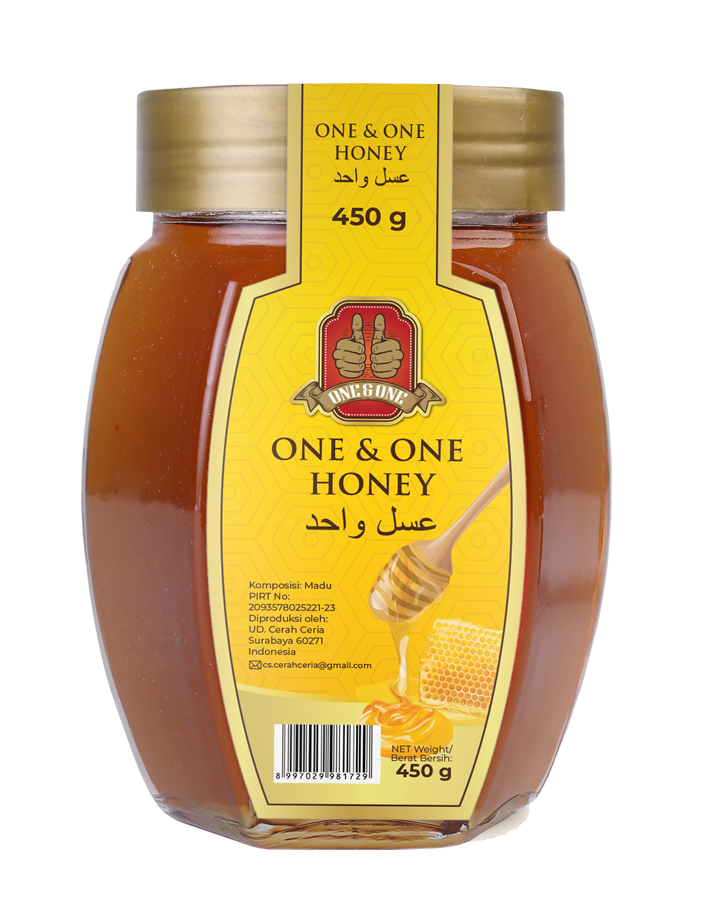 ONE & ONE
HONEY
عسل واحد
450 g
ONE & ONE
ONE & ONE
HONEY
عسل واحد
Komposisi: Madu
PIRT No:
2093578025221-23
Diproduksi oleh:
UD. Cerah Ceria
Surabaya 60271
Indonesia
cs.cerahceria@gmail.com
8 997029 981729
NET Weight/
Berat Bersih:
450 g